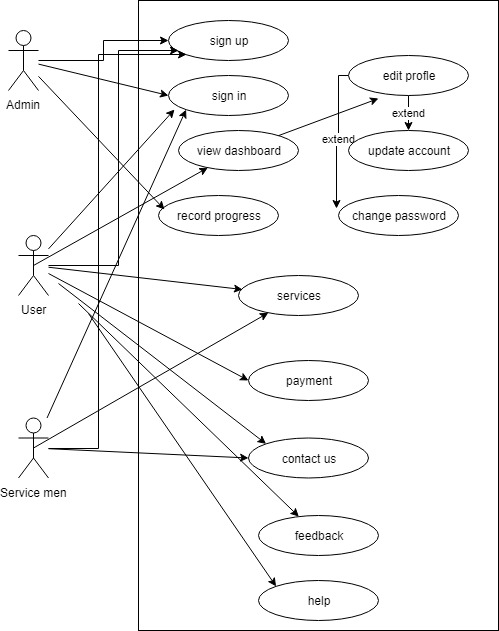 sign up
Admin
sign in
edit profle
extend
view dashboard
extend
update account
record progress
change password
User
services
payment
contact us
Service men
feedback
help